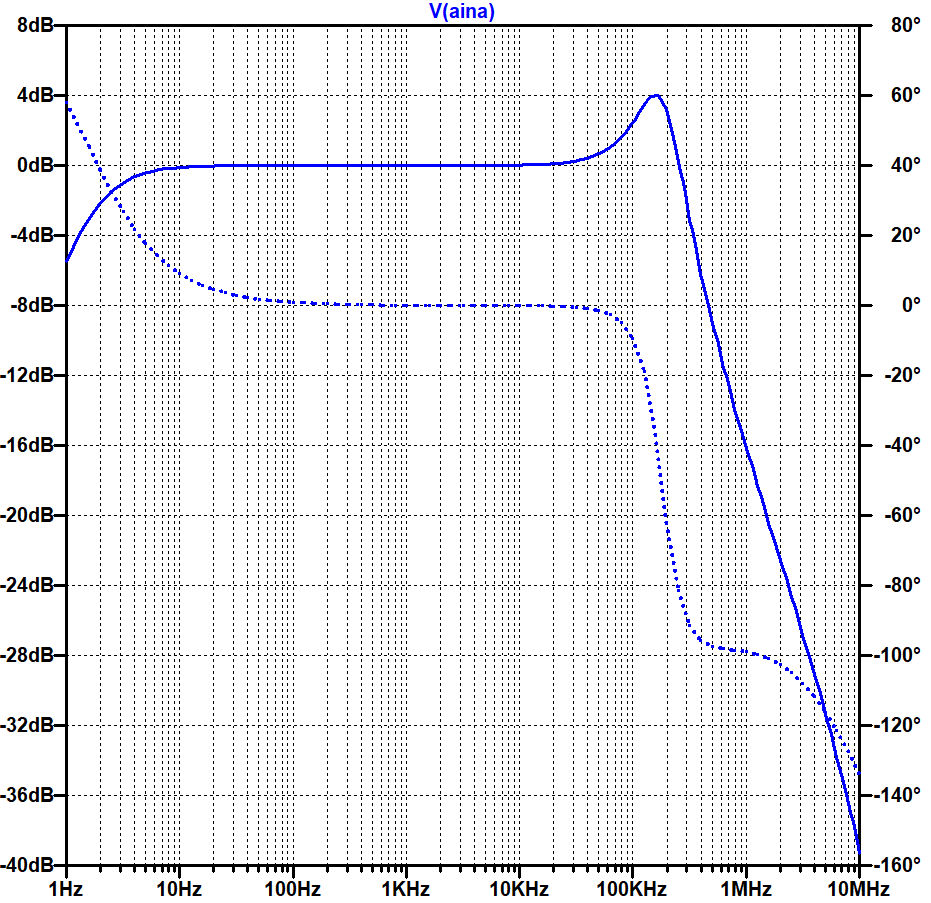 V(aina)
8dB 80°
4dB 60°
0dB 40°
-4dB 20°
-8dB 0°
-12dB -20°
-16dB -40°
-20dB -60°
-24dB -80°
-28dB -100°
-32dB -120°
-36dB -140°
-40dB -160°
1Hz 10Hz 100Hz 1KHz 10KHz 100KHz 1MHz 10MHz